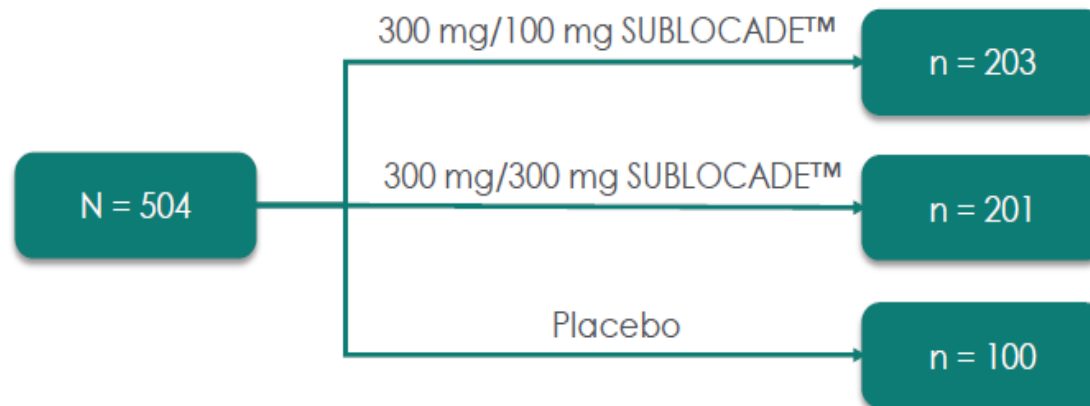 300 mg/100 mg SUBLOCADE™
n = 203
N = 504
300 mg/300 mg SUBLOCADE™
n = 201
Placebo
n = 100